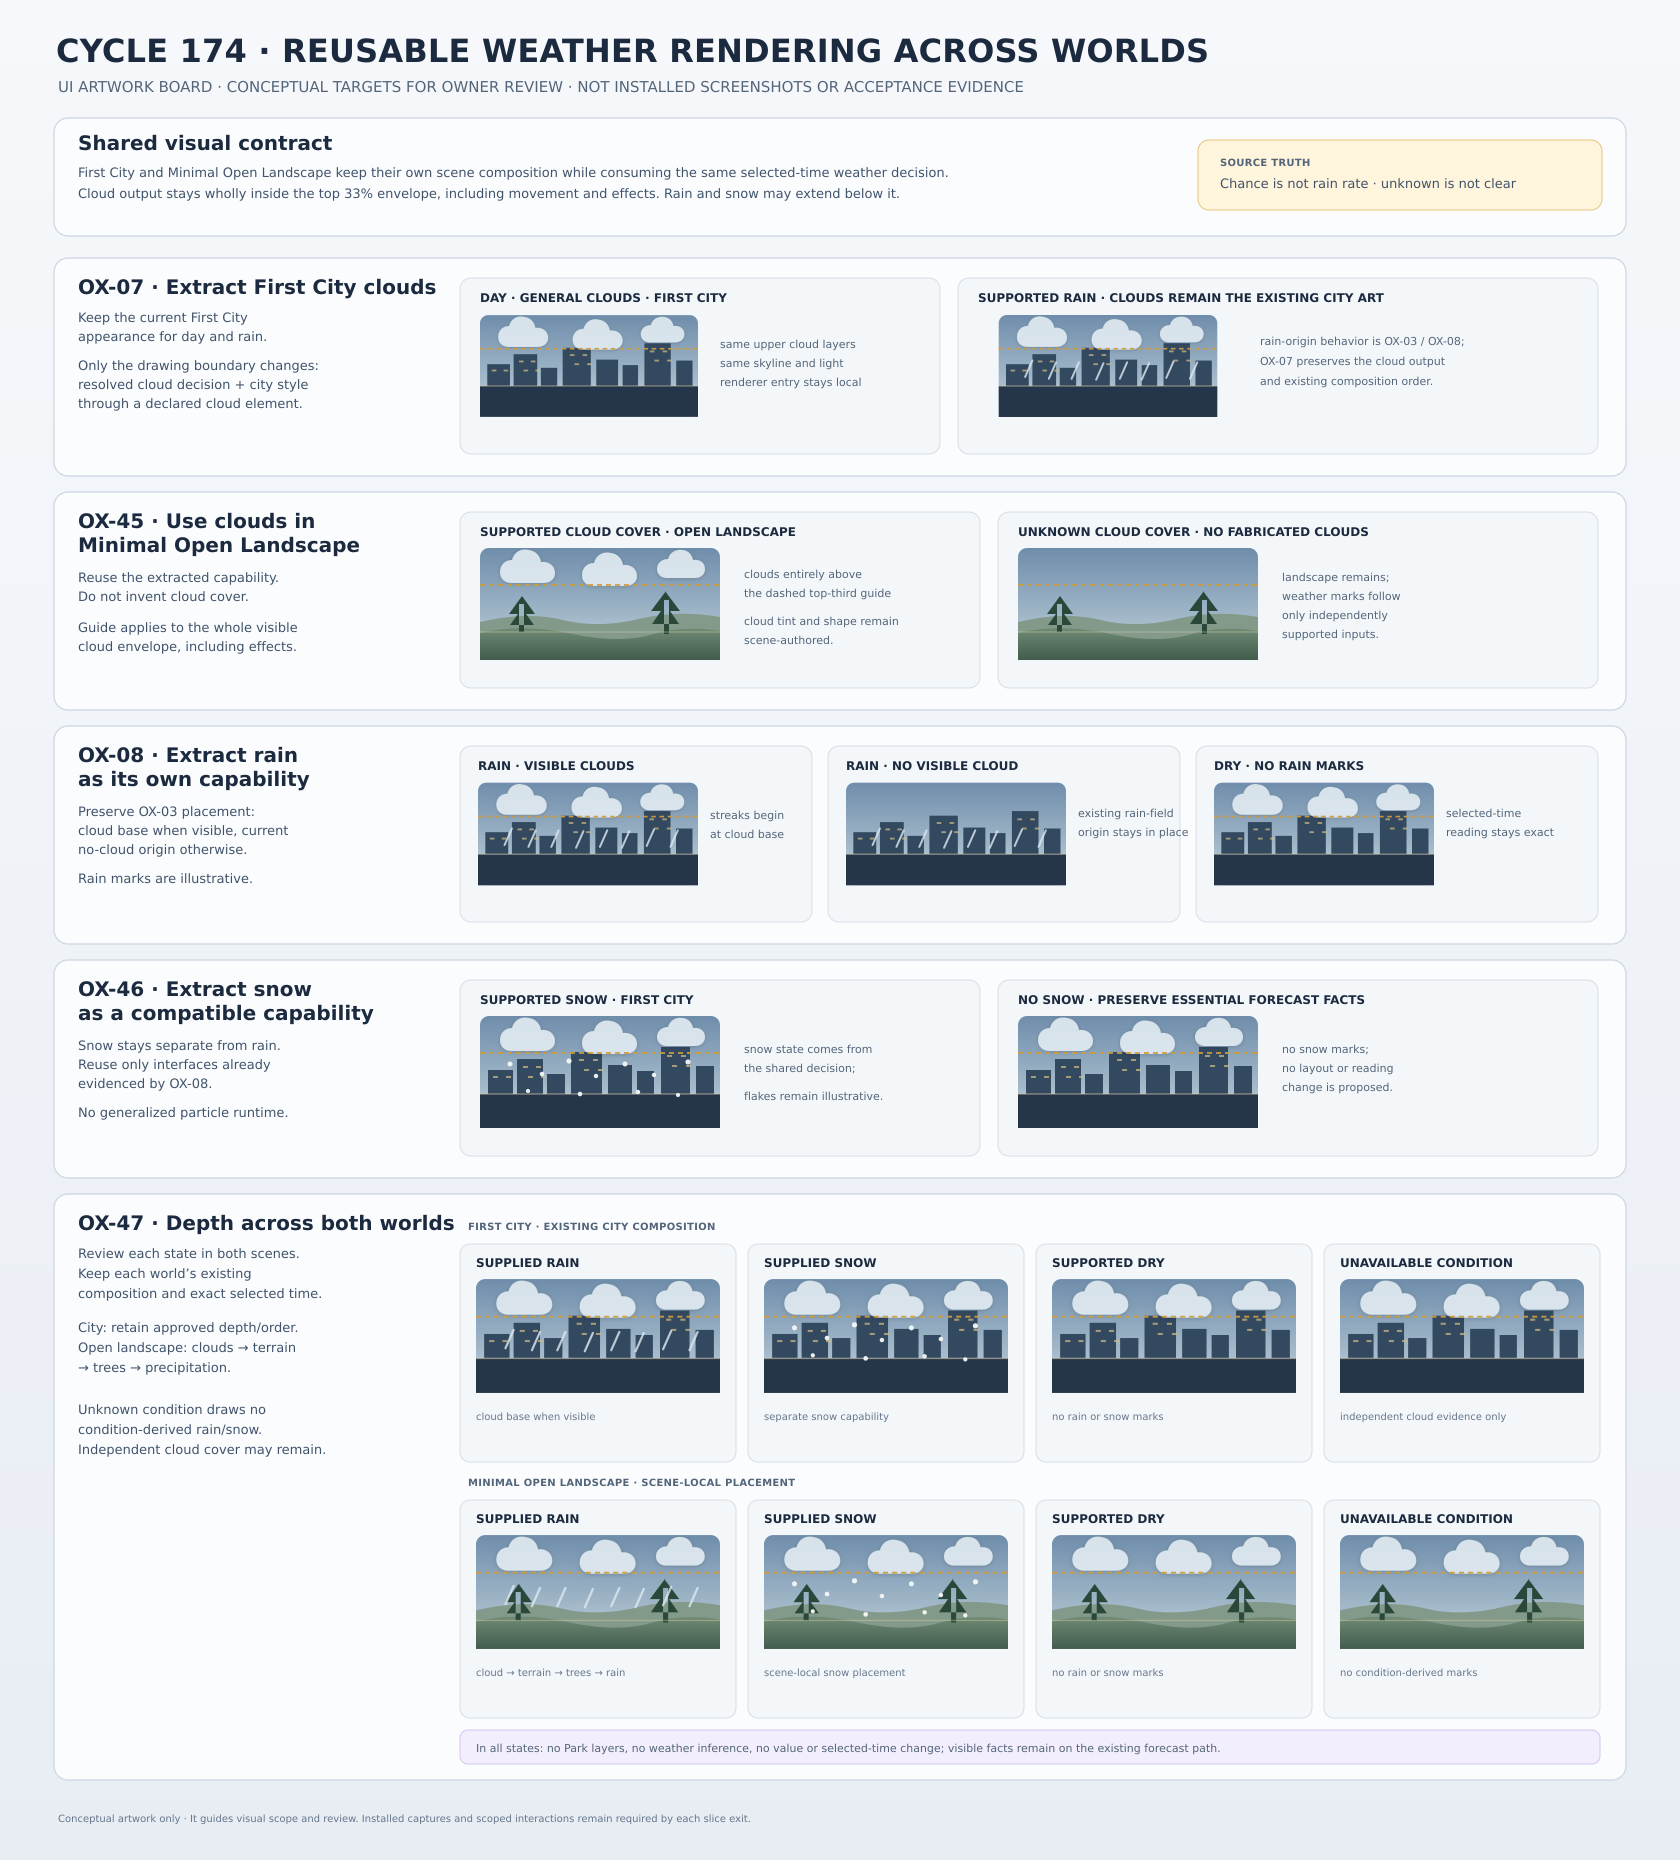 CYCLE 174 · REUSABLE WEATHER RENDERING ACROSS WORLDS
UI ARTWORK BOARD · CONCEPTUAL TARGETS FOR OWNER REVIEW · NOT INSTALLED SCREENSHOTS OR ACCEPTANCE EVIDENCE
Shared visual contract
First City and Minimal Open Landscape keep their own scene composition while consuming the same selected-time weather decision.
Cloud output stays wholly inside the top 33% envelope, including movement and effects. Rain and snow may extend below it.
SOURCE TRUTH
Chance is not rain rate · unknown is not clear
OX-07 · Extract First City clouds
Keep the current First City
appearance for day and rain.
Only the drawing boundary changes:
resolved cloud decision + city style
through a declared cloud element.
DAY · GENERAL CLOUDS · FIRST CITY
same upper cloud layers
same skyline and light
renderer entry stays local
SUPPORTED RAIN · CLOUDS REMAIN THE EXISTING CITY ART
rain-origin behavior is OX-03 / OX-08;
OX-07 preserves the cloud output
and existing composition order.
OX-45 · Use clouds in
Minimal Open Landscape
Reuse the extracted capability.
Do not invent cloud cover.
Guide applies to the whole visible
cloud envelope, including effects.
SUPPORTED CLOUD COVER · OPEN LANDSCAPE
clouds entirely above
the dashed top-third guide
cloud tint and shape remain
scene-authored.
UNKNOWN CLOUD COVER · NO FABRICATED CLOUDS
landscape remains;
weather marks follow
only independently
supported inputs.
OX-08 · Extract rain
as its own capability
Preserve OX-03 placement:
cloud base when visible, current
no-cloud origin otherwise.
Rain marks are illustrative.
RAIN · VISIBLE CLOUDS
streaks begin
at cloud base
RAIN · NO VISIBLE CLOUD
existing rain-field
origin stays in place
DRY · NO RAIN MARKS
selected-time
reading stays exact
OX-46 · Extract snow
as a compatible capability
Snow stays separate from rain.
Reuse only interfaces already
evidenced by OX-08.
No generalized particle runtime.
SUPPORTED SNOW · FIRST CITY
snow state comes from
the shared decision;
flakes remain illustrative.
NO SNOW · PRESERVE ESSENTIAL FORECAST FACTS
no snow marks;
no layout or reading
change is proposed.
OX-47 · Depth across both worlds
Review each state in both scenes.
Keep each world’s existing
composition and exact selected time.
City: retain approved depth/order.
Open landscape: clouds → terrain
→ trees → precipitation.
Unknown condition draws no
condition-derived rain/snow.
Independent cloud cover may remain.
FIRST CITY · EXISTING CITY COMPOSITION
SUPPLIED RAIN
cloud base when visible
SUPPLIED SNOW
separate snow capability
SUPPORTED DRY
no rain or snow marks
UNAVAILABLE CONDITION
independent cloud evidence only
MINIMAL OPEN LANDSCAPE · SCENE-LOCAL PLACEMENT
SUPPLIED RAIN
cloud → terrain → trees → rain
SUPPLIED SNOW
scene-local snow placement
SUPPORTED DRY
no rain or snow marks
UNAVAILABLE CONDITION
no condition-derived marks
In all states: no Park layers, no weather inference, no value or selected-time change; visible facts remain on the existing forecast path.
Conceptual artwork only · It guides visual scope and review. Installed captures and scoped interactions remain required by each slice exit.